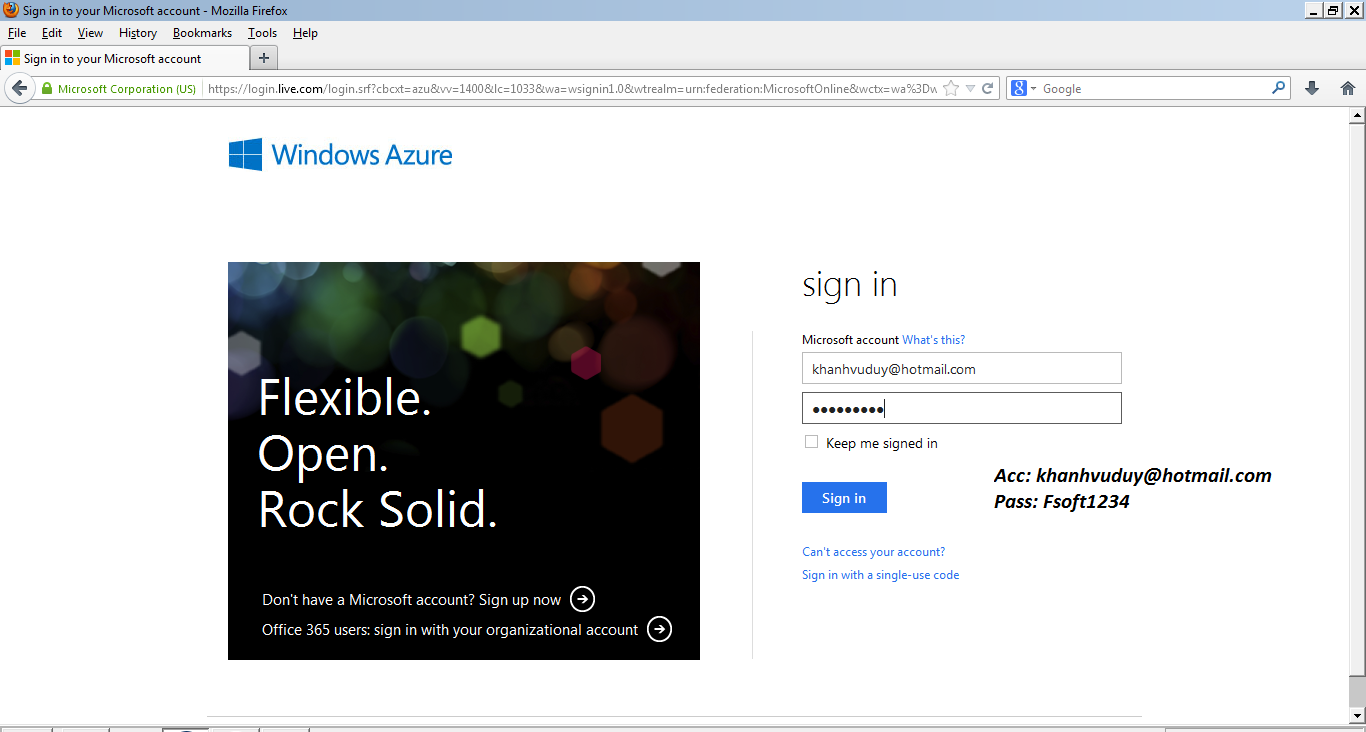 Sign in to your Microsoft account - Mozilla Firefox
File Edit View History Bookmarks Tools Help
Sign in to your Microsoft account
Microsoft Corporation (US) https://login.live.com/login.srf?cbcxt=azu&vv=1400&lc=1033&wa=wsignin1.0&wtrealm=urn:federation:MicrosoftOnline&wctx=wa%3Dw
Google
Windows Azure
Flexible.
Open.
Rock Solid.
Don't have a Microsoft account? Sign up now
Office 365 users: sign in with your organizational account
sign in
Microsoft account What's this?
khanhvuduy@hotmail.com
Keep me signed in
Sign in
Acc: khanhvuduy@hotmail.com
Pass: Fsoft1234
Can't access your account?
Sign in with a single-use code